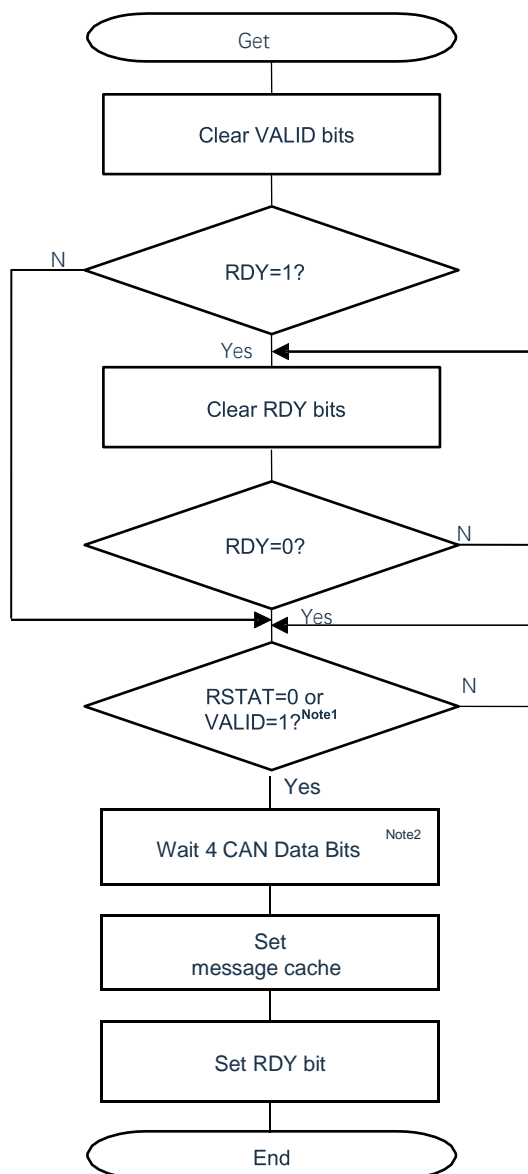 Get
Clear VALID bits
N
RDY=1?
Yes
Clear RDY bits
RDY=0?
N
Yes
RSTAT=0 or
VALID=1?Note1
N
Yes
Wait 4 CAN Data Bits Note2
Set
message cache
Set RDY bit
End